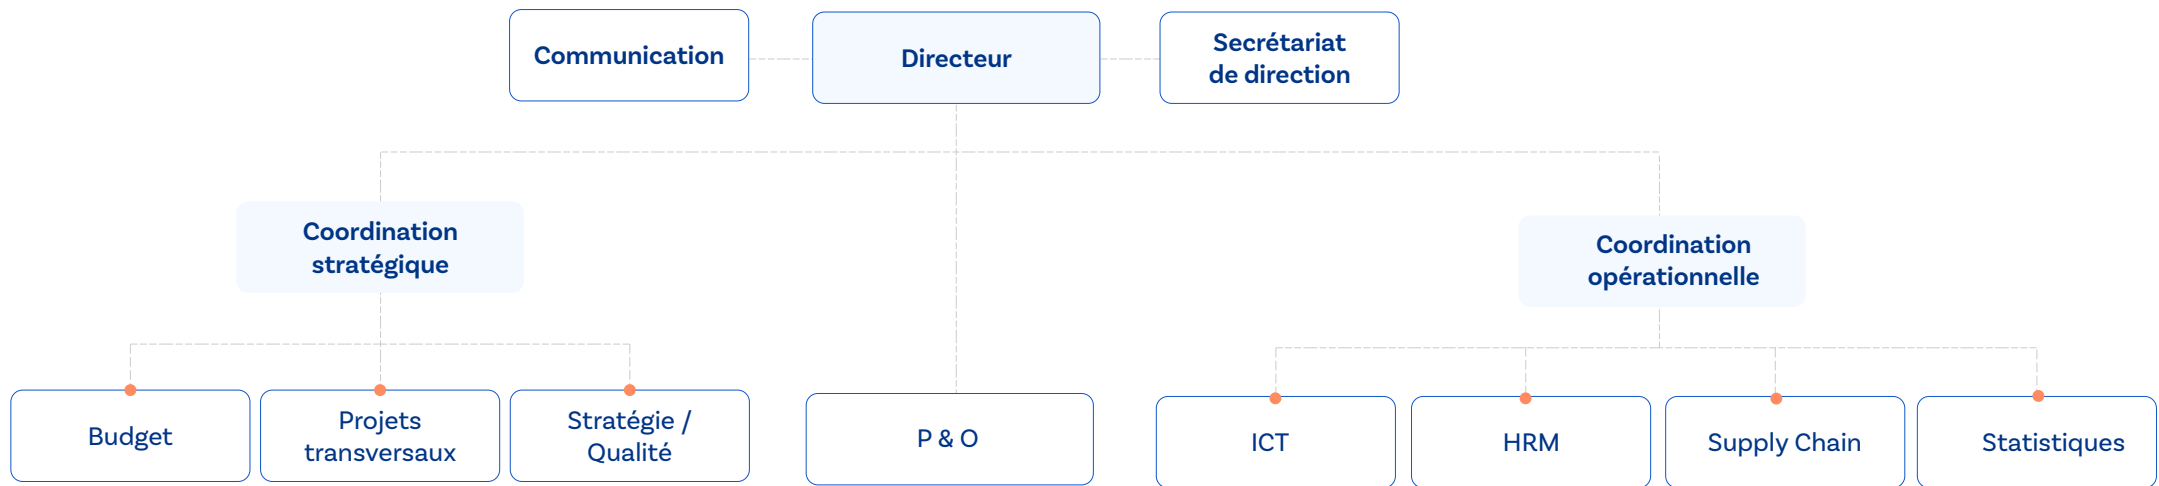 Communication
Directeur
Secrétariat
de direction
Coordination
stratégique
Coordination
opérationnelle
Budget
Projets
transversaux
Stratégie /
Qualité
P & O
ICT
HRM
Supply Chain
Statistiques